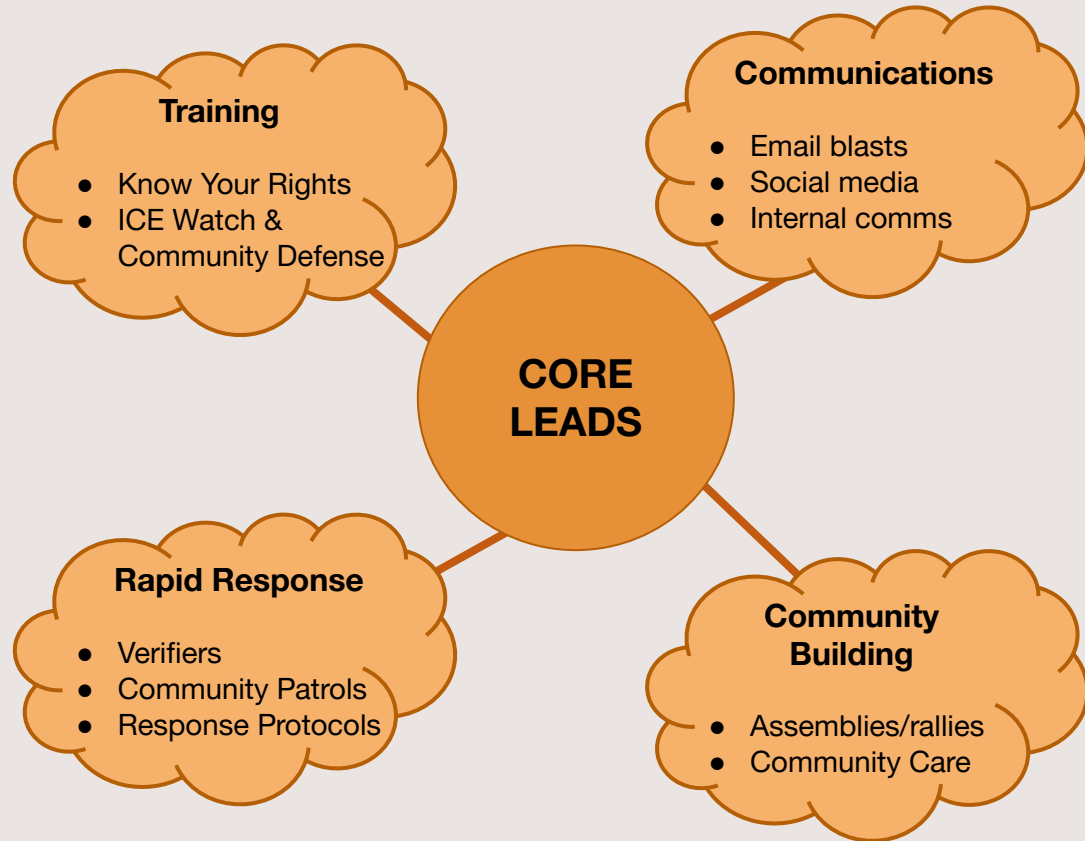 Training
● Know Your Rights
● ICE Watch &
Community Defense
Communications
● Email blasts
● Social media
● Internal comms
CORE
LEADS
Rapid Response
● Verifiers
● Community Patrols
● Response Protocols
Community
Building
● Assemblies/rallies
● Community Care